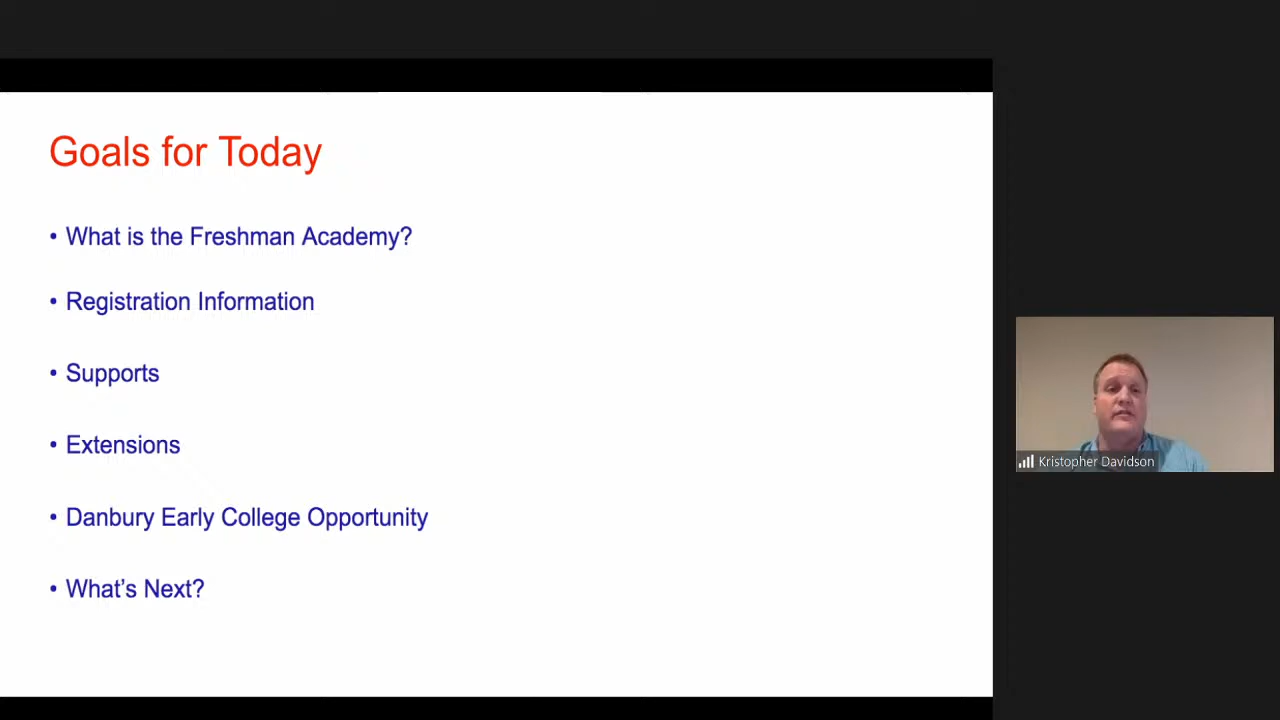 Goals for Today
• What is the Freshman Academy?
• Registration Information
• Supports
• Extensions
• Danbury Early College Opportunity
• What’s Next?
Kristopher Davidson